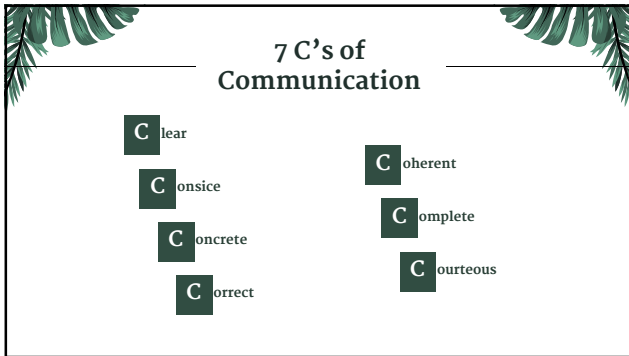 7 C’s of
Communication
Clear
Consice
Concrete
Correct
Coherent
Complete
Courteous